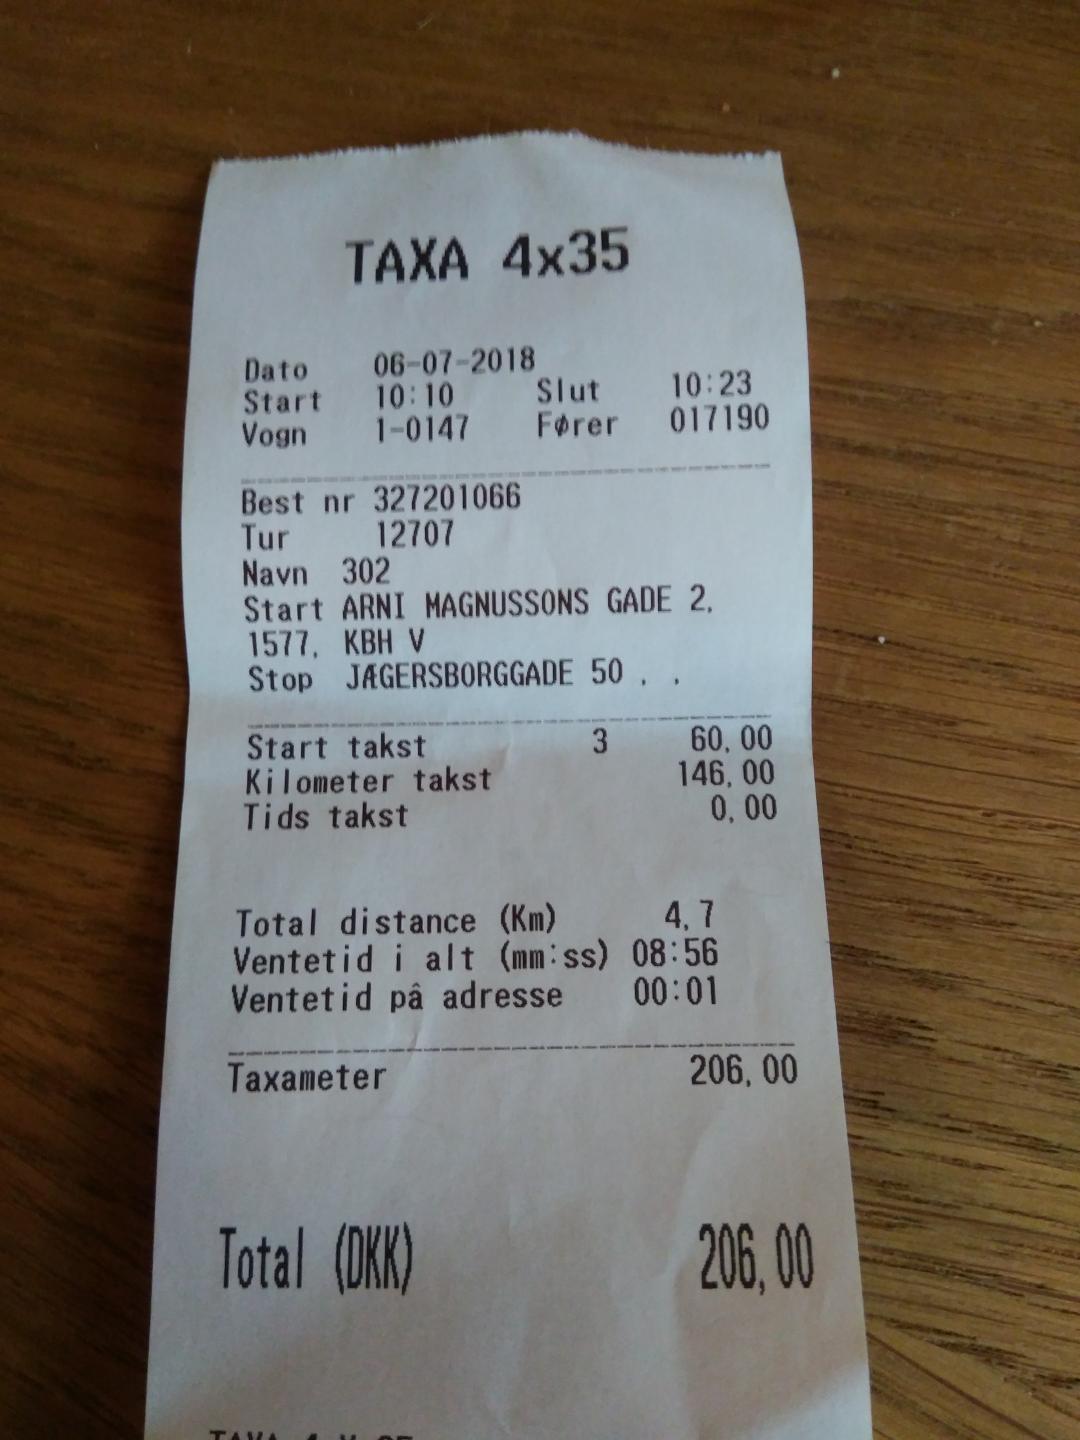 TAXA 4x35
Dato 06-07-2018
Start 10:10 Slut 10:23
Vogn 1-0147 Fører 017190
Best nr 327201066
Tur 12707
Navn 302
Start ARNI MAGNUSSONS GADE 2,
1577, KBH V
Stop JÆGERSBORGGADE 50 , ,
Start takst 3 60,00
Kilometer takst 146,00
Tids takst 0,00
Total distance (Km) 4,7
Ventetid i alt (mm:ss) 08:56
Ventetid på adresse 00:01
Taxameter 206,00
Total (DKK) 206,00